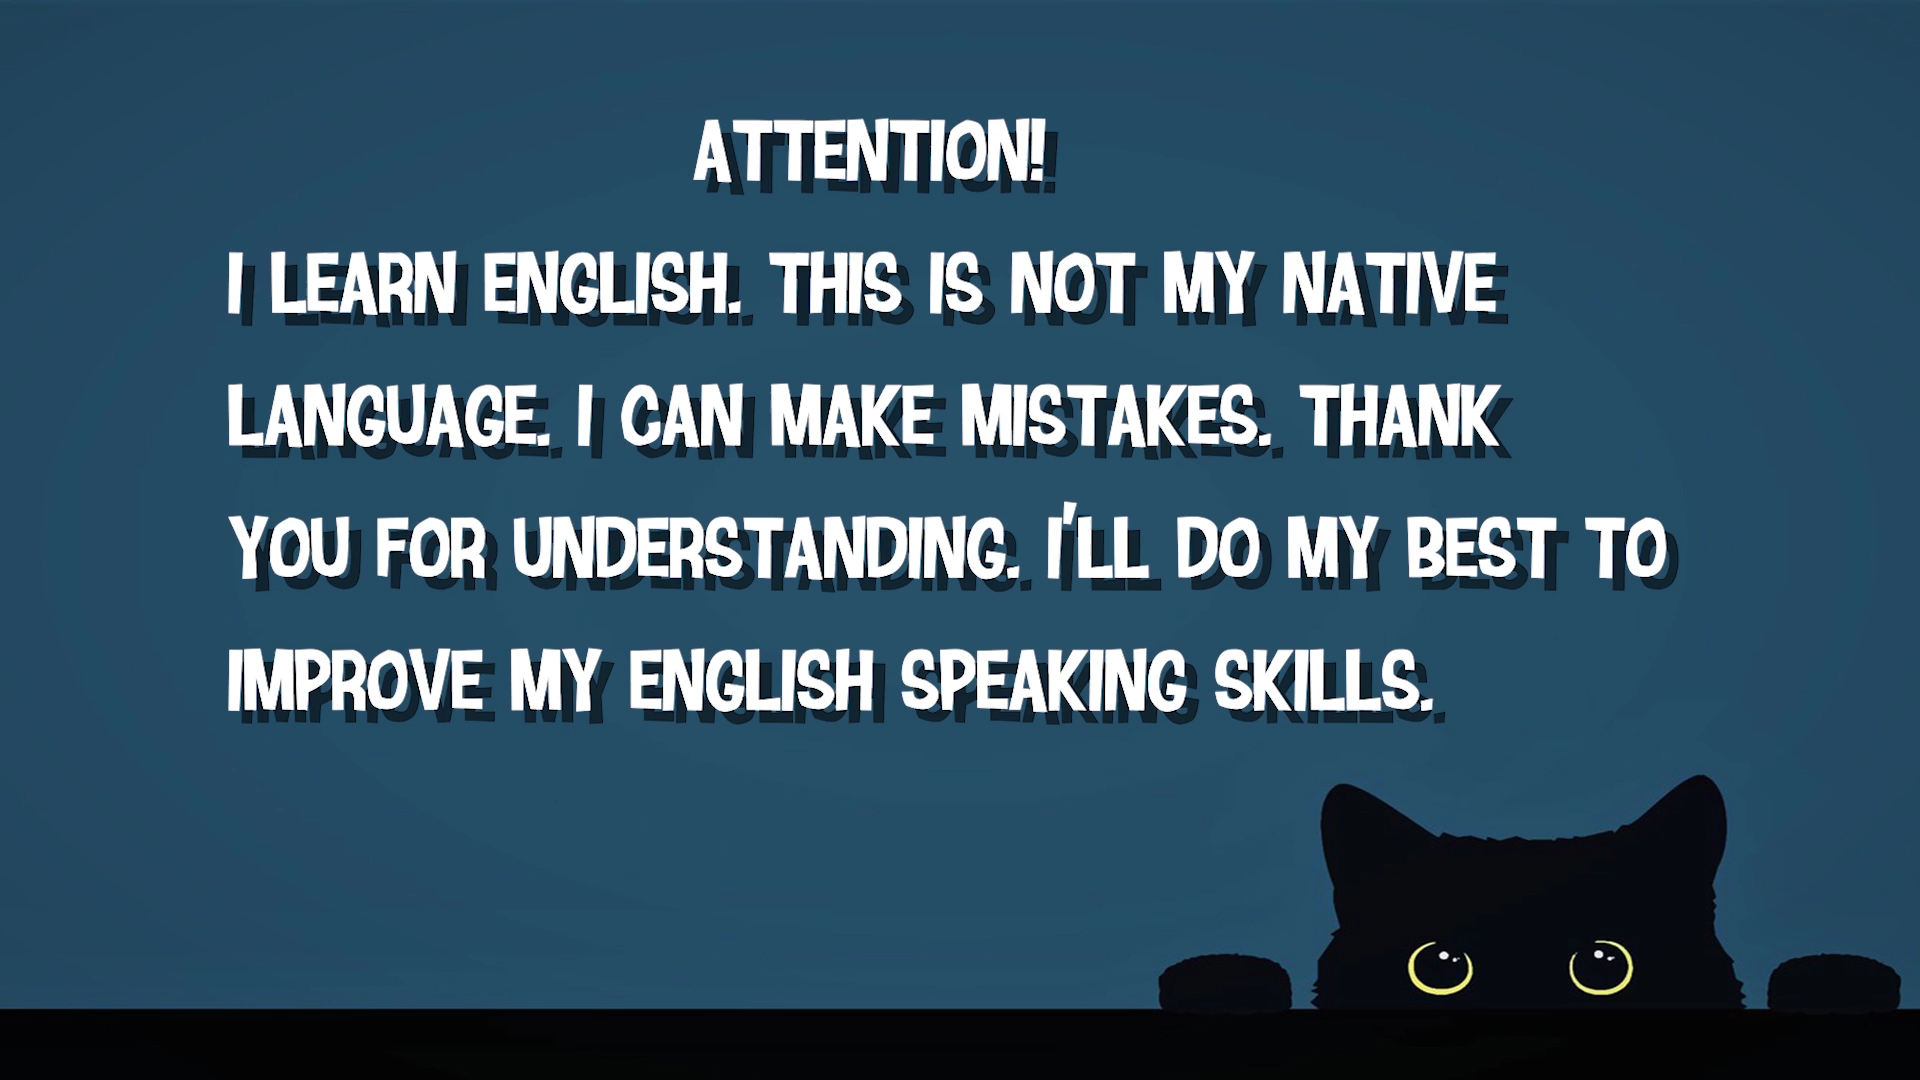 ATTENTION!
I LEARN ENGLISH. THIS IS NOT MY NATIVE
LANGUAGE. I CAN MAKE MISTAKES. THANK
YOU FOR UNDERSTANDING. I'LL DO MY BEST TO
IMPROVE MY ENGLISH SPEAKING SKILLS.